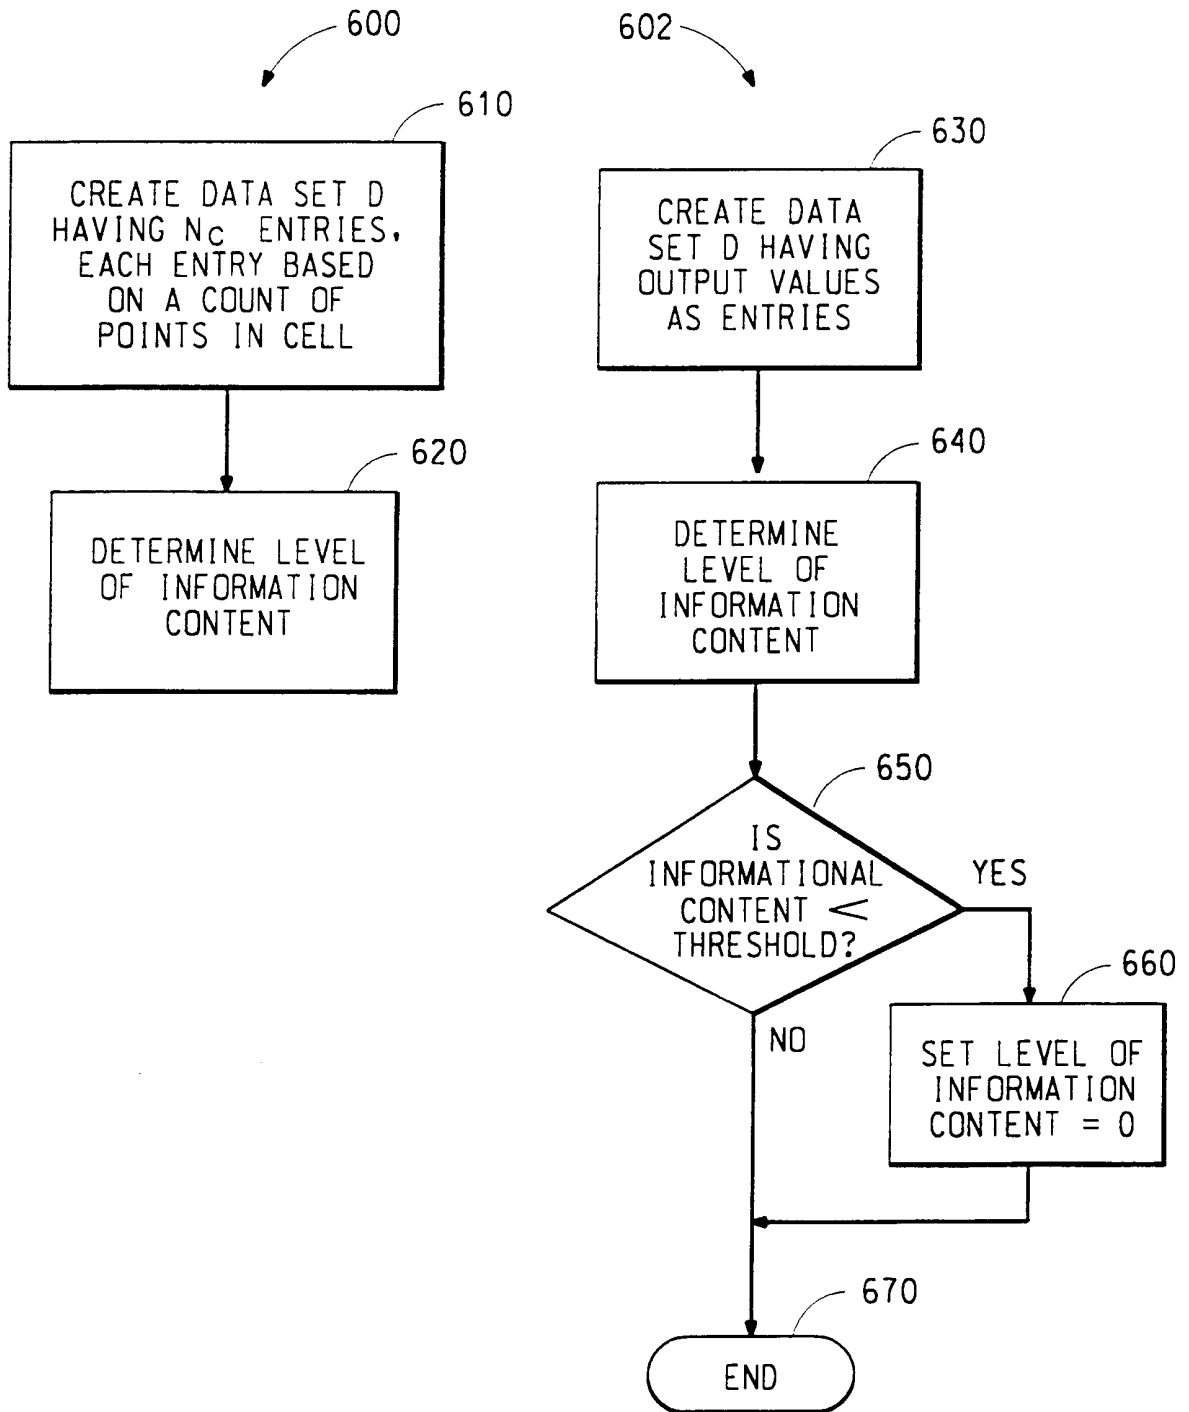 600
610
CREATE DATA SET D
HAVING Nc ENTRIES,
EACH ENTRY BASED
ON A COUNT OF
POINTS IN CELL
620
DETERMINE LEVEL
OF INFORMATION
CONTENT
602
630
CREATE DATA
SET D HAVING
OUTPUT VALUES
AS ENTRIES
640
DETERMINE
LEVEL OF
INFORMATION
CONTENT
650
IS
INFORMATIONAL
CONTENT <
THRESHOLD?
YES
NO
660
SET LEVEL OF
INFORMATION
CONTENT = 0
670
END